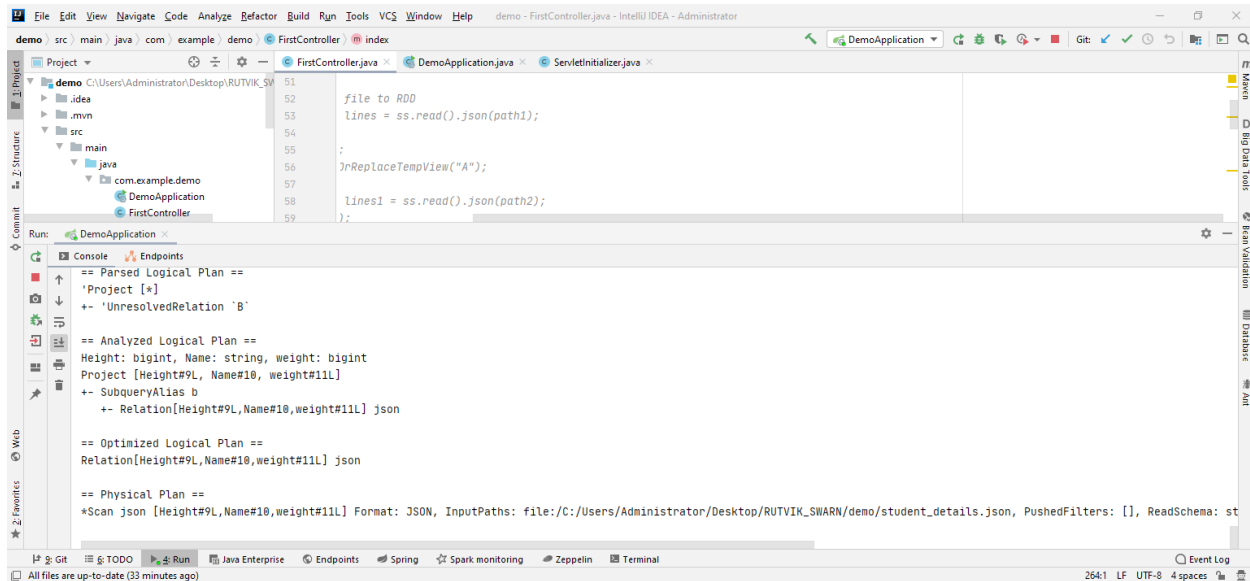 File Edit View Navigate Code Analyze Refactor Build Run Tools VCS Window Help demo - FirstController.java - IntelliJ IDEA - Administrator
demo src main java com example demo FirstController index DemoApplication Git:
Project FirstController.java DemoApplication.java ServletInitializer.java
demo C:\Users\Administrator\Desktop\RUTVIK_SW
.idea
.mvn
src
main
java
com.example.demo
DemoApplication
FirstController
51
52 file to RDD
53 lines = ss.read().json(path1);
54
55 :
56 OrReplaceTempView("A");
57
58 lines1 = ss.read().json(path2);
59 );
1: Project
7: Structure
Commit
Web
2: Favorites
Maven
Big Data Tools
Bean Validation
Database
Ant
Run: DemoApplication
Console Endpoints
== Parsed Logical Plan ==
'Project [*]
+- 'UnresolvedRelation `B`
== Analyzed Logical Plan ==
Height: bigint, Name: string, weight: bigint
Project [Height#9L, Name#10, weight#11L]
+- SubqueryAlias b
+- Relation[Height#9L,Name#10,weight#11L] json
== Optimized Logical Plan ==
Relation[Height#9L,Name#10,weight#11L] json
== Physical Plan ==
*Scan json [Height#9L,Name#10,weight#11L] Format: JSON, InputPaths: file:/C:/Users/Administrator/Desktop/RUTVIK_SWARN/demo/student_details.json, PushedFilters: [], ReadSchema: st
9: Git 6: TODO 4: Run Java Enterprise Endpoints Spring Spark monitoring Zeppelin Terminal Event Log
All files are up-to-date (33 minutes ago) 264:1 LF UTF-8 4 spaces